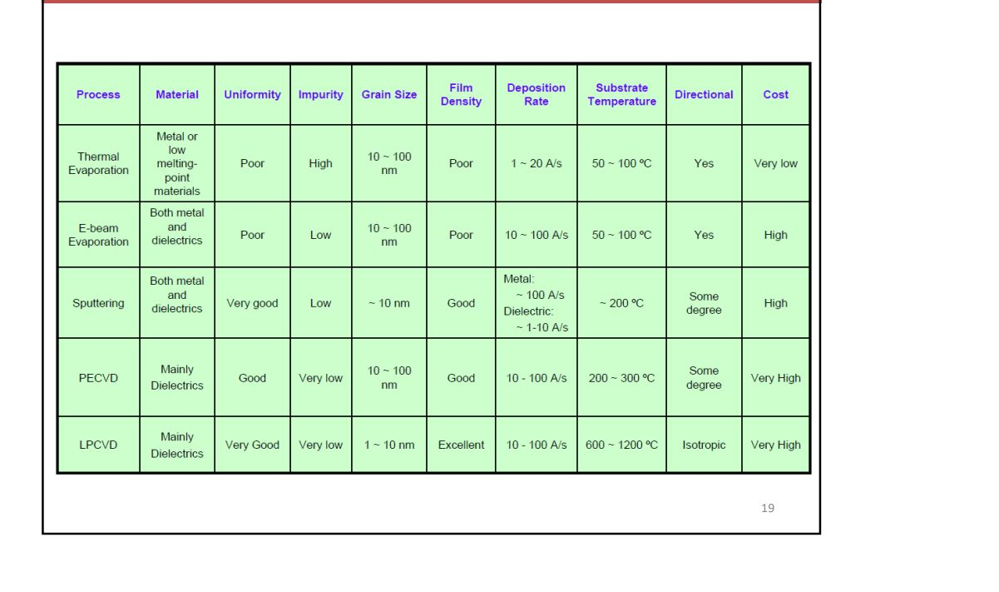 Process
Material
Uniformity
Impurity
Grain Size
Film
Density
Deposition
Rate
Substrate
Temperature
Directional
Cost
Thermal
Evaporation
Metal or
low
melting-
point
materials
Poor
High
10 ~ 100
nm
Poor
1 ~ 20 A/s
50 ~ 100 ºC
Yes
Very low
E-beam
Evaporation
Both metal
and
dielectrics
Poor
Low
10 ~ 100
nm
Poor
10 ~ 100 A/s
50 ~ 100 ºC
Yes
High
Sputtering
Both metal
and
dielectrics
Very good
Low
~ 10 nm
Good
Metal:
~ 100 A/s
Dielectric:
~ 1-10 A/s
~ 200 ºC
Some
degree
High
PECVD
Mainly
Dielectrics
Good
Very low
10 ~ 100
nm
Good
10 - 100 A/s
200 ~ 300 ºC
Some
degree
Very High
LPCVD
Mainly
Dielectrics
Very Good
Very low
1 ~ 10 nm
Excellent
10 - 100 A/s
600 ~ 1200 ºC
Isotropic
Very High
19